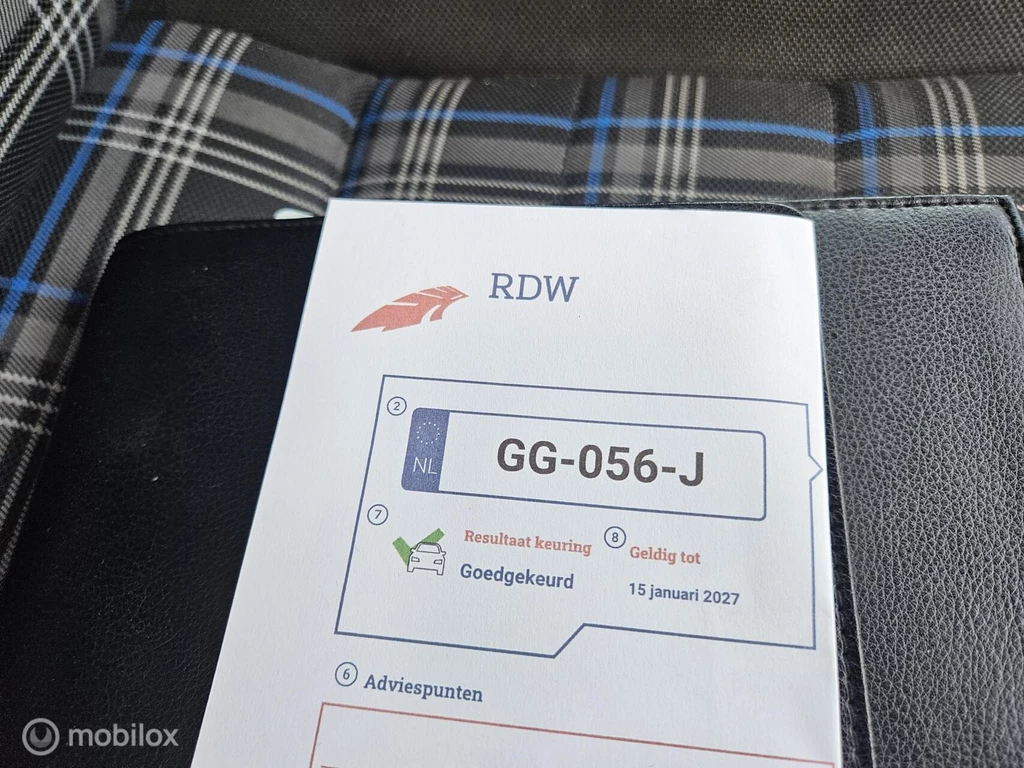 RDW
2
NL
GG-056-J
7
Resultaat keuring
Goedgekeurd
8
Geldig tot
15 januari 2027
6
Adviespunten
mobilox